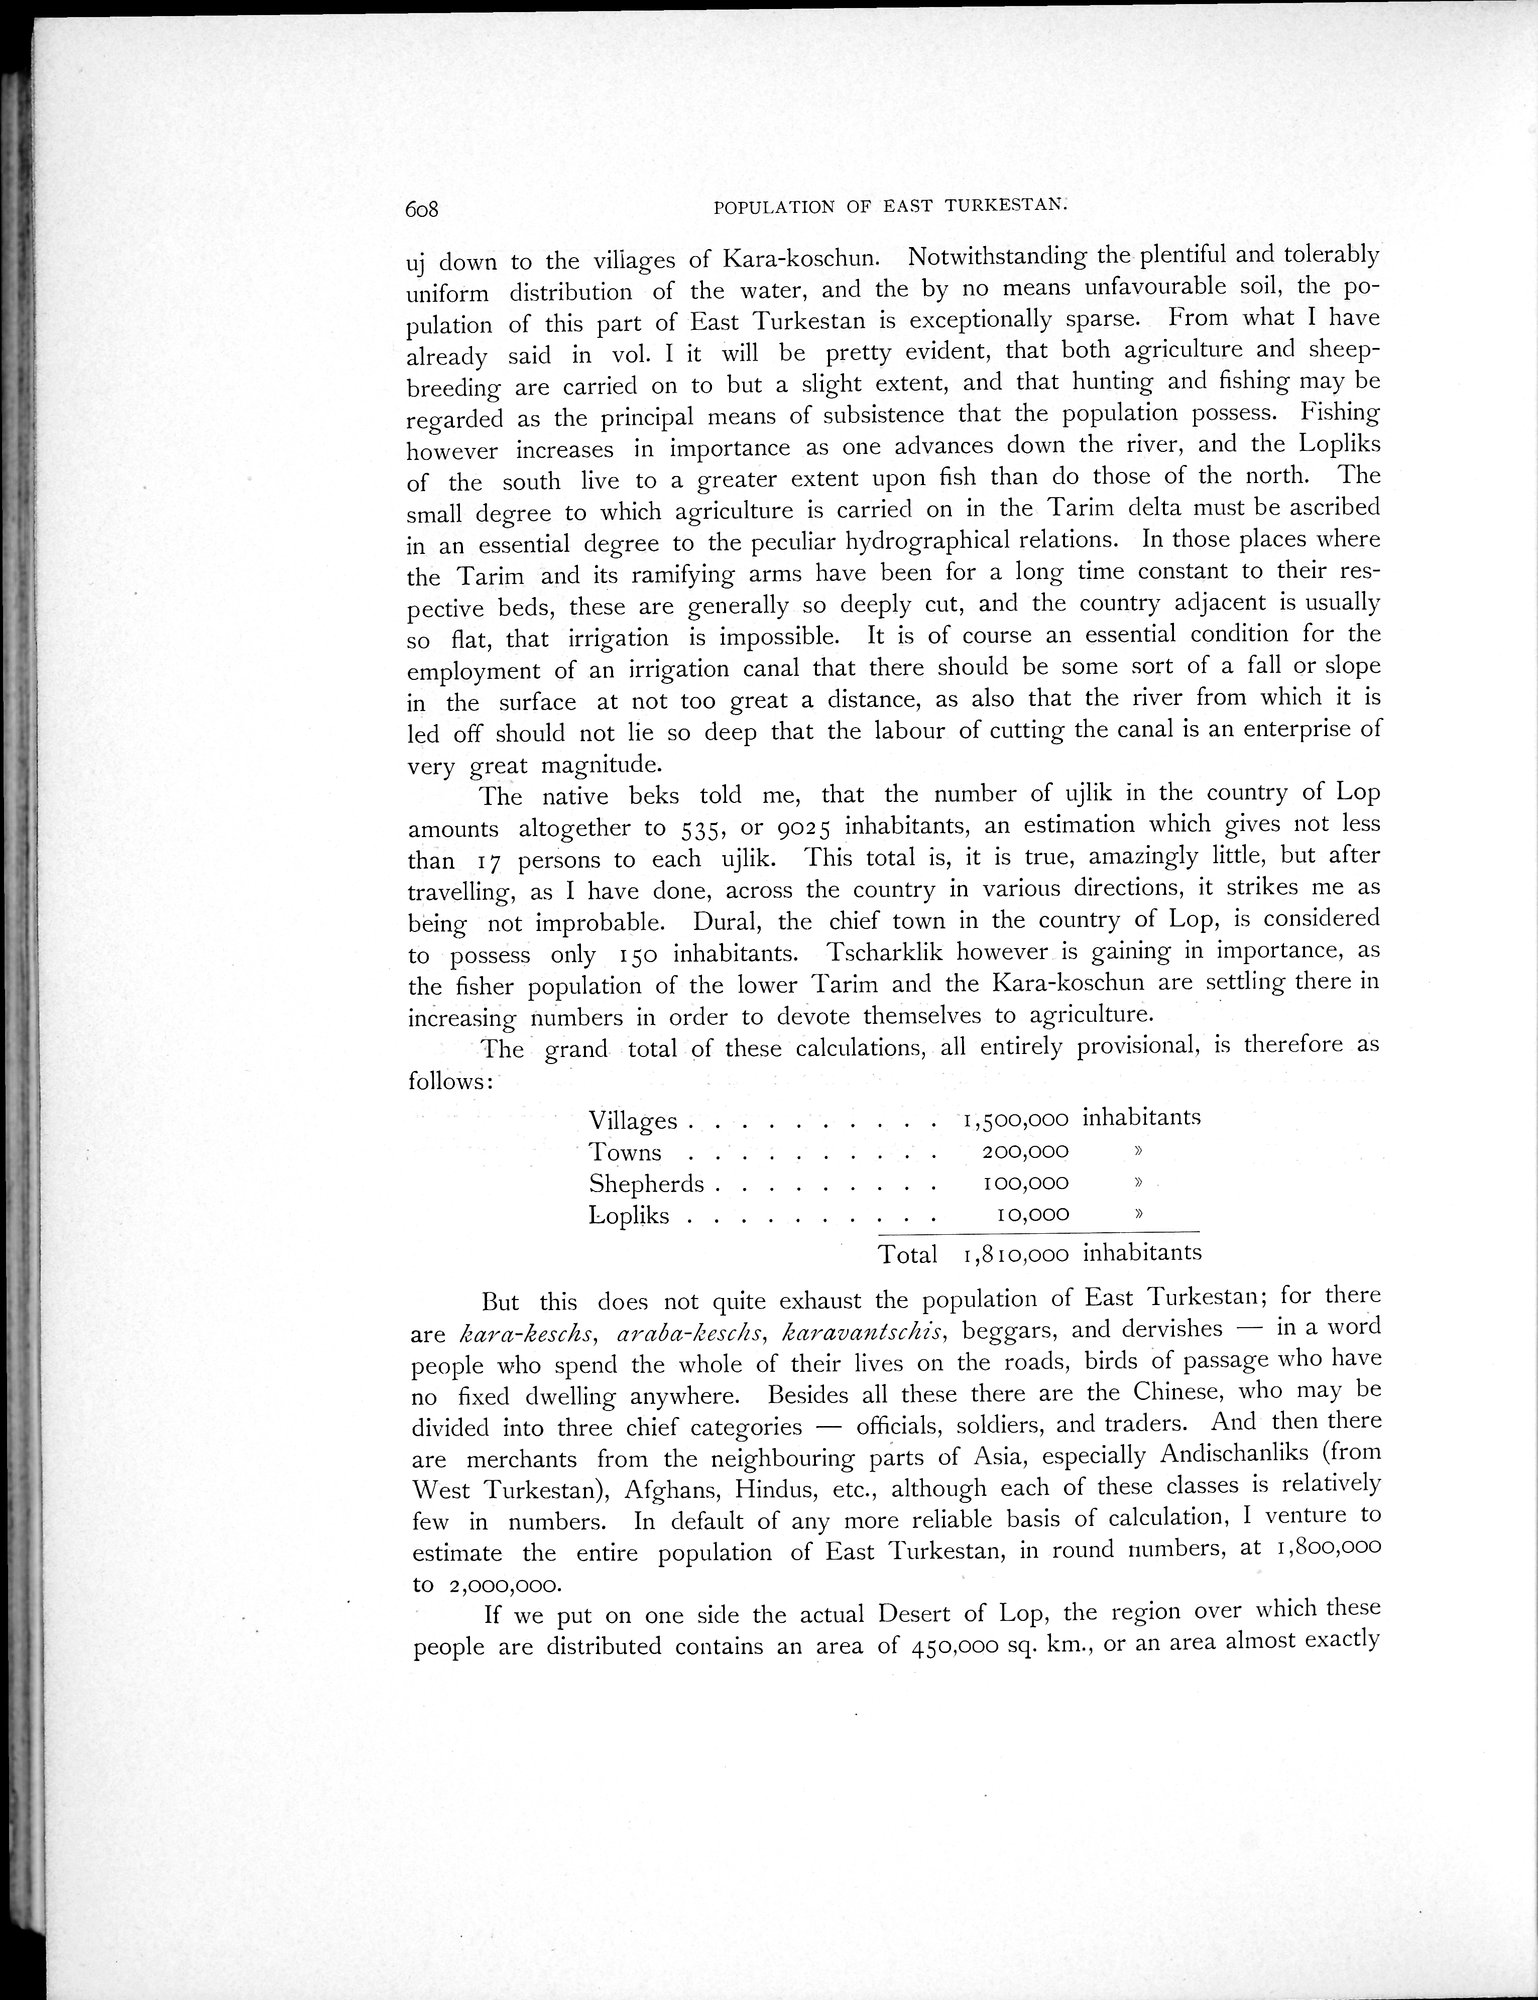 608
POPULATION OF EAST TURKESTAN.
uj down to the villages of Kara-koschun. Notwithstanding the plentiful and tolerably
uniform distribution of the water, and the by no means unfavourable soil, the po-
pulation of this part of East Turkestan is exceptionally sparse. From what I have
already said in vol. I it will be pretty evident, that both agriculture and sheep-
breeding are carried on to but a slight extent, and that hunting and fishing may be
regarded as the principal means of subsistence that the population possess. Fishing
however increases in importance as one advances down the river, and the Lopliks
of the south live to a greater extent upon fish than do those of the north. The
small degree to which agriculture is carried on in the Tarim delta must be ascribed
in an essential degree to the peculiar hydrographical relations. In those places where
the Tarim and its ramifying arms have been for a long time constant to their res-
pective beds, these are generally so deeply cut, and the country adjacent is usually
so flat, that irrigation is impossible. It is of course an essential condition for the
employment of an irrigation canal that there should be some sort of a fall or slope
in the surface at not too great a distance, as also that the river from which it is
led off should not lie so deep that the labour of cutting the canal is an enterprise of
very great magnitude.
The native beks told me, that the number of ujlik in the country of Lop
amounts altogether to 535, or 9025 inhabitants, an estimation which gives not less
than 17 persons to each ujlik. This total is, it is true, amazingly little, but after
travelling, as I have done, across the country in various directions, it strikes me as
being not improbable. Dural, the chief town in the country of Lop, is considered
to possess only 150 inhabitants. Tscharklik however is gaining in importance, as
the fisher population of the lower Tarim and the Kara-koschun are settling there in
increasing numbers in order to devote themselves to agriculture.
The grand total of these calculations, all entirely provisional, is therefore as
follows:
Villages . . . . . . . . . . 1,500,000 inhabitants
Towns . . . . . . . . . . 200,000 »
Shepherds . . . . . . . . . 100,000 »
Lopliks . . . . . . . . . . 10,000 »
Total 1,810,000 inhabitants
But this does not quite exhaust the population of East Turkestan; for there
are kara-keschs, araba-keschs, karavantschis, beggars, and dervishes — in a word
people who spend the whole of their lives on the roads, birds of passage who have
no fixed dwelling anywhere. Besides all these there are the Chinese, who may be
divided into three chief categories — officials, soldiers, and traders. And then there
are merchants from the neighbouring parts of Asia, especially Andischanliks (from
West Turkestan), Afghans, Hindus, etc., although each of these classes is relatively
few in numbers. In default of any more reliable basis of calculation, I venture to
estimate the entire population of East Turkestan, in round numbers, at 1,800,000
to 2,000,000.
If we put on one side the actual Desert of Lop, the region over which these
people are distributed contains an area of 450,000 sq. km., or an area almost exactly